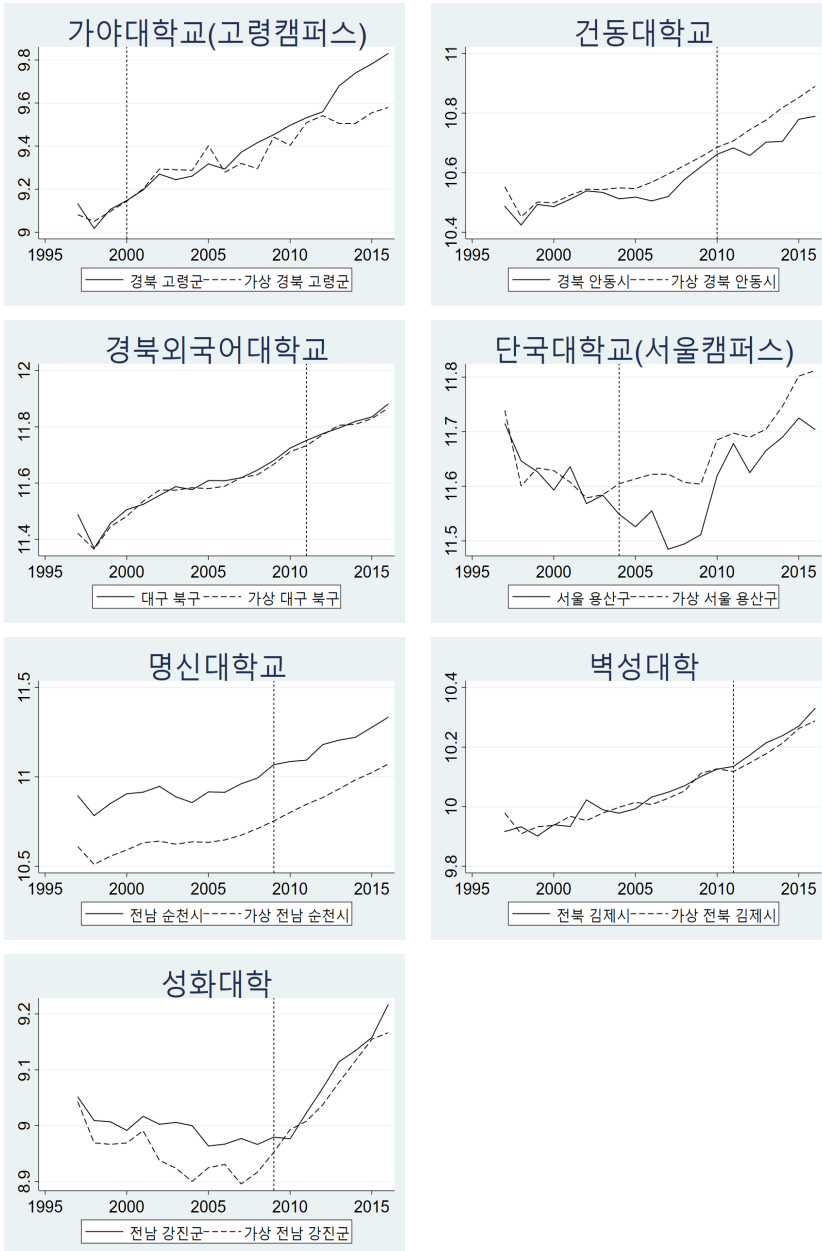 가야대학교(고령캠퍼스)
9.8
9.6
9.4
9.2
9
1995 2000 2005 2010 2015
경북 고령군 가상 경북 고령군
건동대학교
11
10.8
10.6
10.4
1995 2000 2005 2010 2015
경북 안동시 가상 경북 안동시
경북외국어대학교
12
11.8
11.6
11.4
1995 2000 2005 2010 2015
대구 북구 가상 대구 북구
단국대학교(서울캠퍼스)
11.8
11.7
11.6
11.5
1995 2000 2005 2010 2015
서울 용산구 가상 서울 용산구
명신대학교
11.5
11
10.5
1995 2000 2005 2010 2015
전남 순천시 가상 전남 순천시
벽성대학
10.4
10.2
10
9.8
1995 2000 2005 2010 2015
전북 김제시 가상 전북 김제시
성화대학
9.2
9.1
9
8.9
1995 2000 2005 2010 2015
전남 강진군 가상 전남 강진군